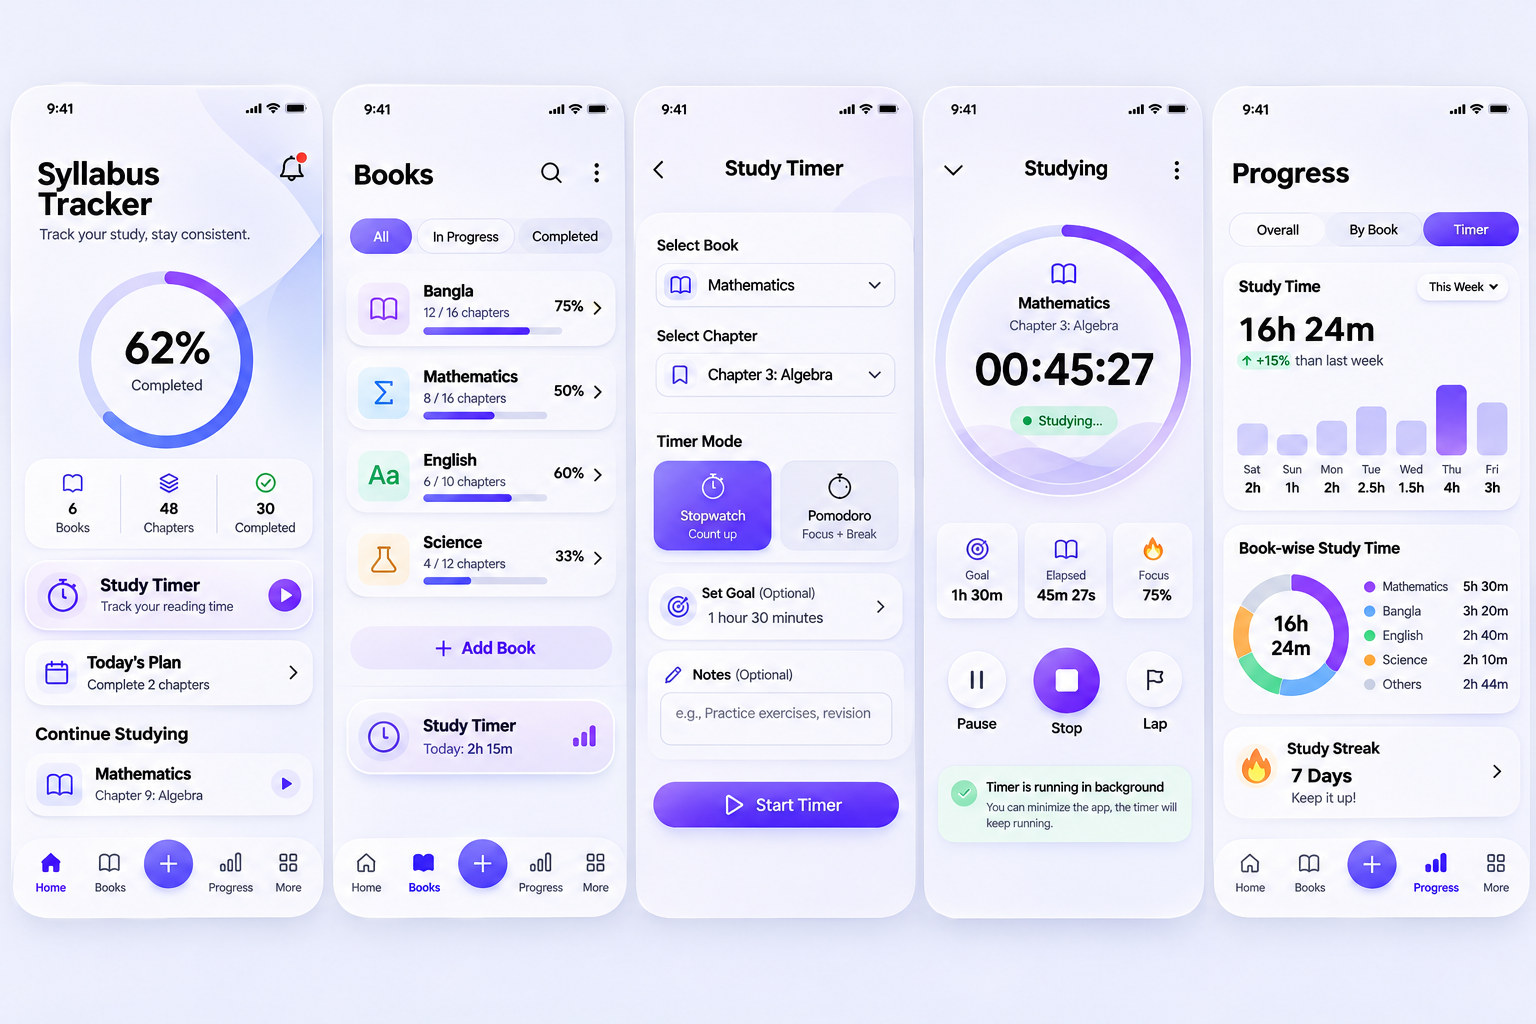 9:41
Syllabus
Tracker
Track your study, stay consistent.
62%
Completed
6
Books
48
Chapters
30
Completed
Study Timer
Track your reading time
Today's Plan
Complete 2 chapters
Continue Studying
Mathematics
Chapter 9: Algebra
Home
Books
Progress
More
9:41
Books
All
In Progress
Completed
Bangla
12 / 16 chapters
75%
Mathematics
8 / 16 chapters
50%
Aa
English
6 / 10 chapters
60%
Science
4 / 12 chapters
33%
+ Add Book
Study Timer
Today: 2h 15m
Home
Books
Progress
More
9:41
Study Timer
Select Book
Mathematics
Select Chapter
Chapter 3: Algebra
Timer Mode
Stopwatch
Count up
Pomodoro
Focus + Break
Set Goal (Optional)
1 hour 30 minutes
Notes (Optional)
e.g., Practice exercises, revision
Start Timer
9:41
Studying
Mathematics
Chapter 3: Algebra
00:45:27
Studying...
Goal
1h 30m
Elapsed
45m 27s
Focus
75%
Pause
Stop
Lap
Timer is running in background
You can minimize the app, the timer will
keep running.
9:41
Progress
Overall
By Book
Timer
Study Time
This Week
16h 24m
+15% than last week
Sat
2h
Sun
1h
Mon
2h
Tue
2.5h
Wed
1.5h
Thu
4h
Fri
3h
Book-wise Study Time
16h
24m
Mathematics 5h 30m
Bangla 3h 20m
English 2h 40m
Science 2h 10m
Others 2h 44m
Study Streak
7 Days
Keep it up!
Home
Books
Progress
More